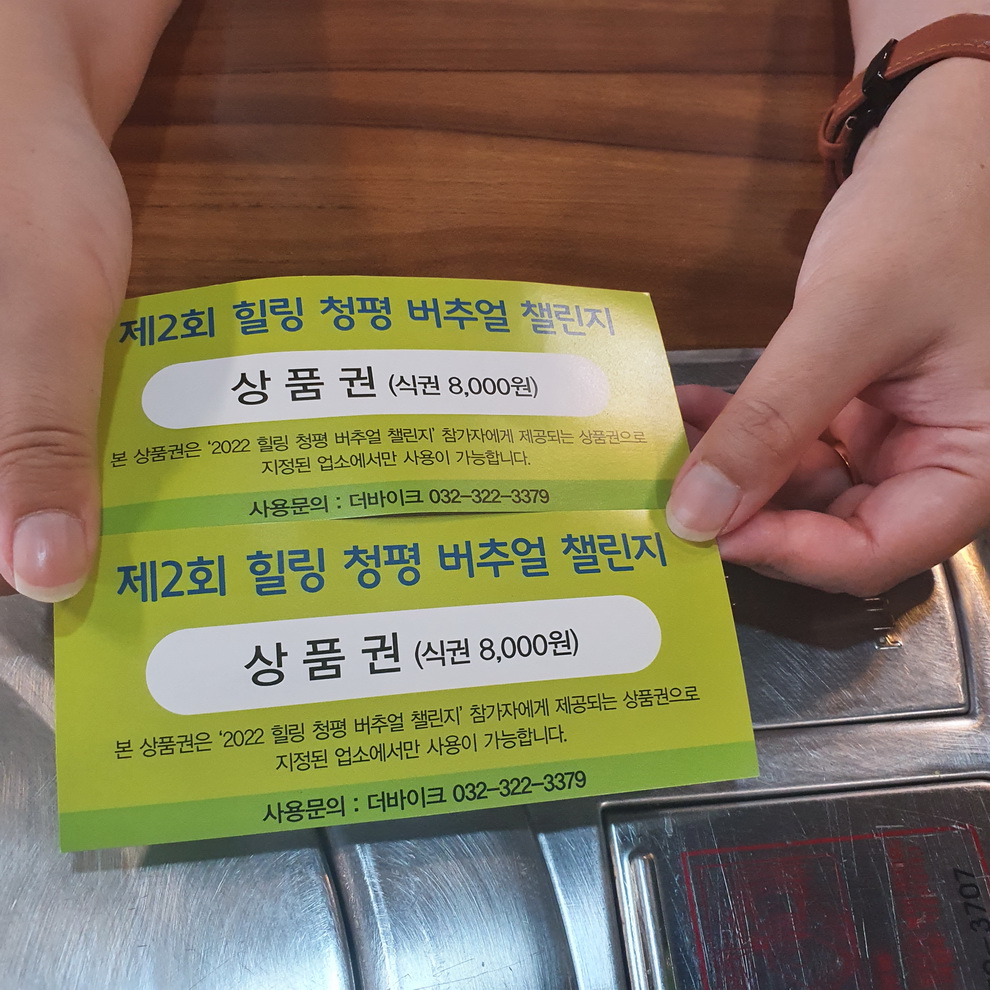 제2회 힐링 청평 버추얼 챌린지
상품권 (식권 8,000원)
본 상품권은 '2022 힐링 청평 버추얼 챌린지' 참가자에게 제공되는 상품권으로
지정된 업소에서만 사용이 가능합니다.
사용문의 : 더바이크 032-322-3379
제2회 힐링 청평 버추얼 챌린지
상품권 (식권 8,000원)
본 상품권은 '2022 힐링 청평 버추얼 챌린지' 참가자에게 제공되는 상품권으로
지정된 업소에서만 사용이 가능합니다.
사용문의 : 더바이크 032-322-3379